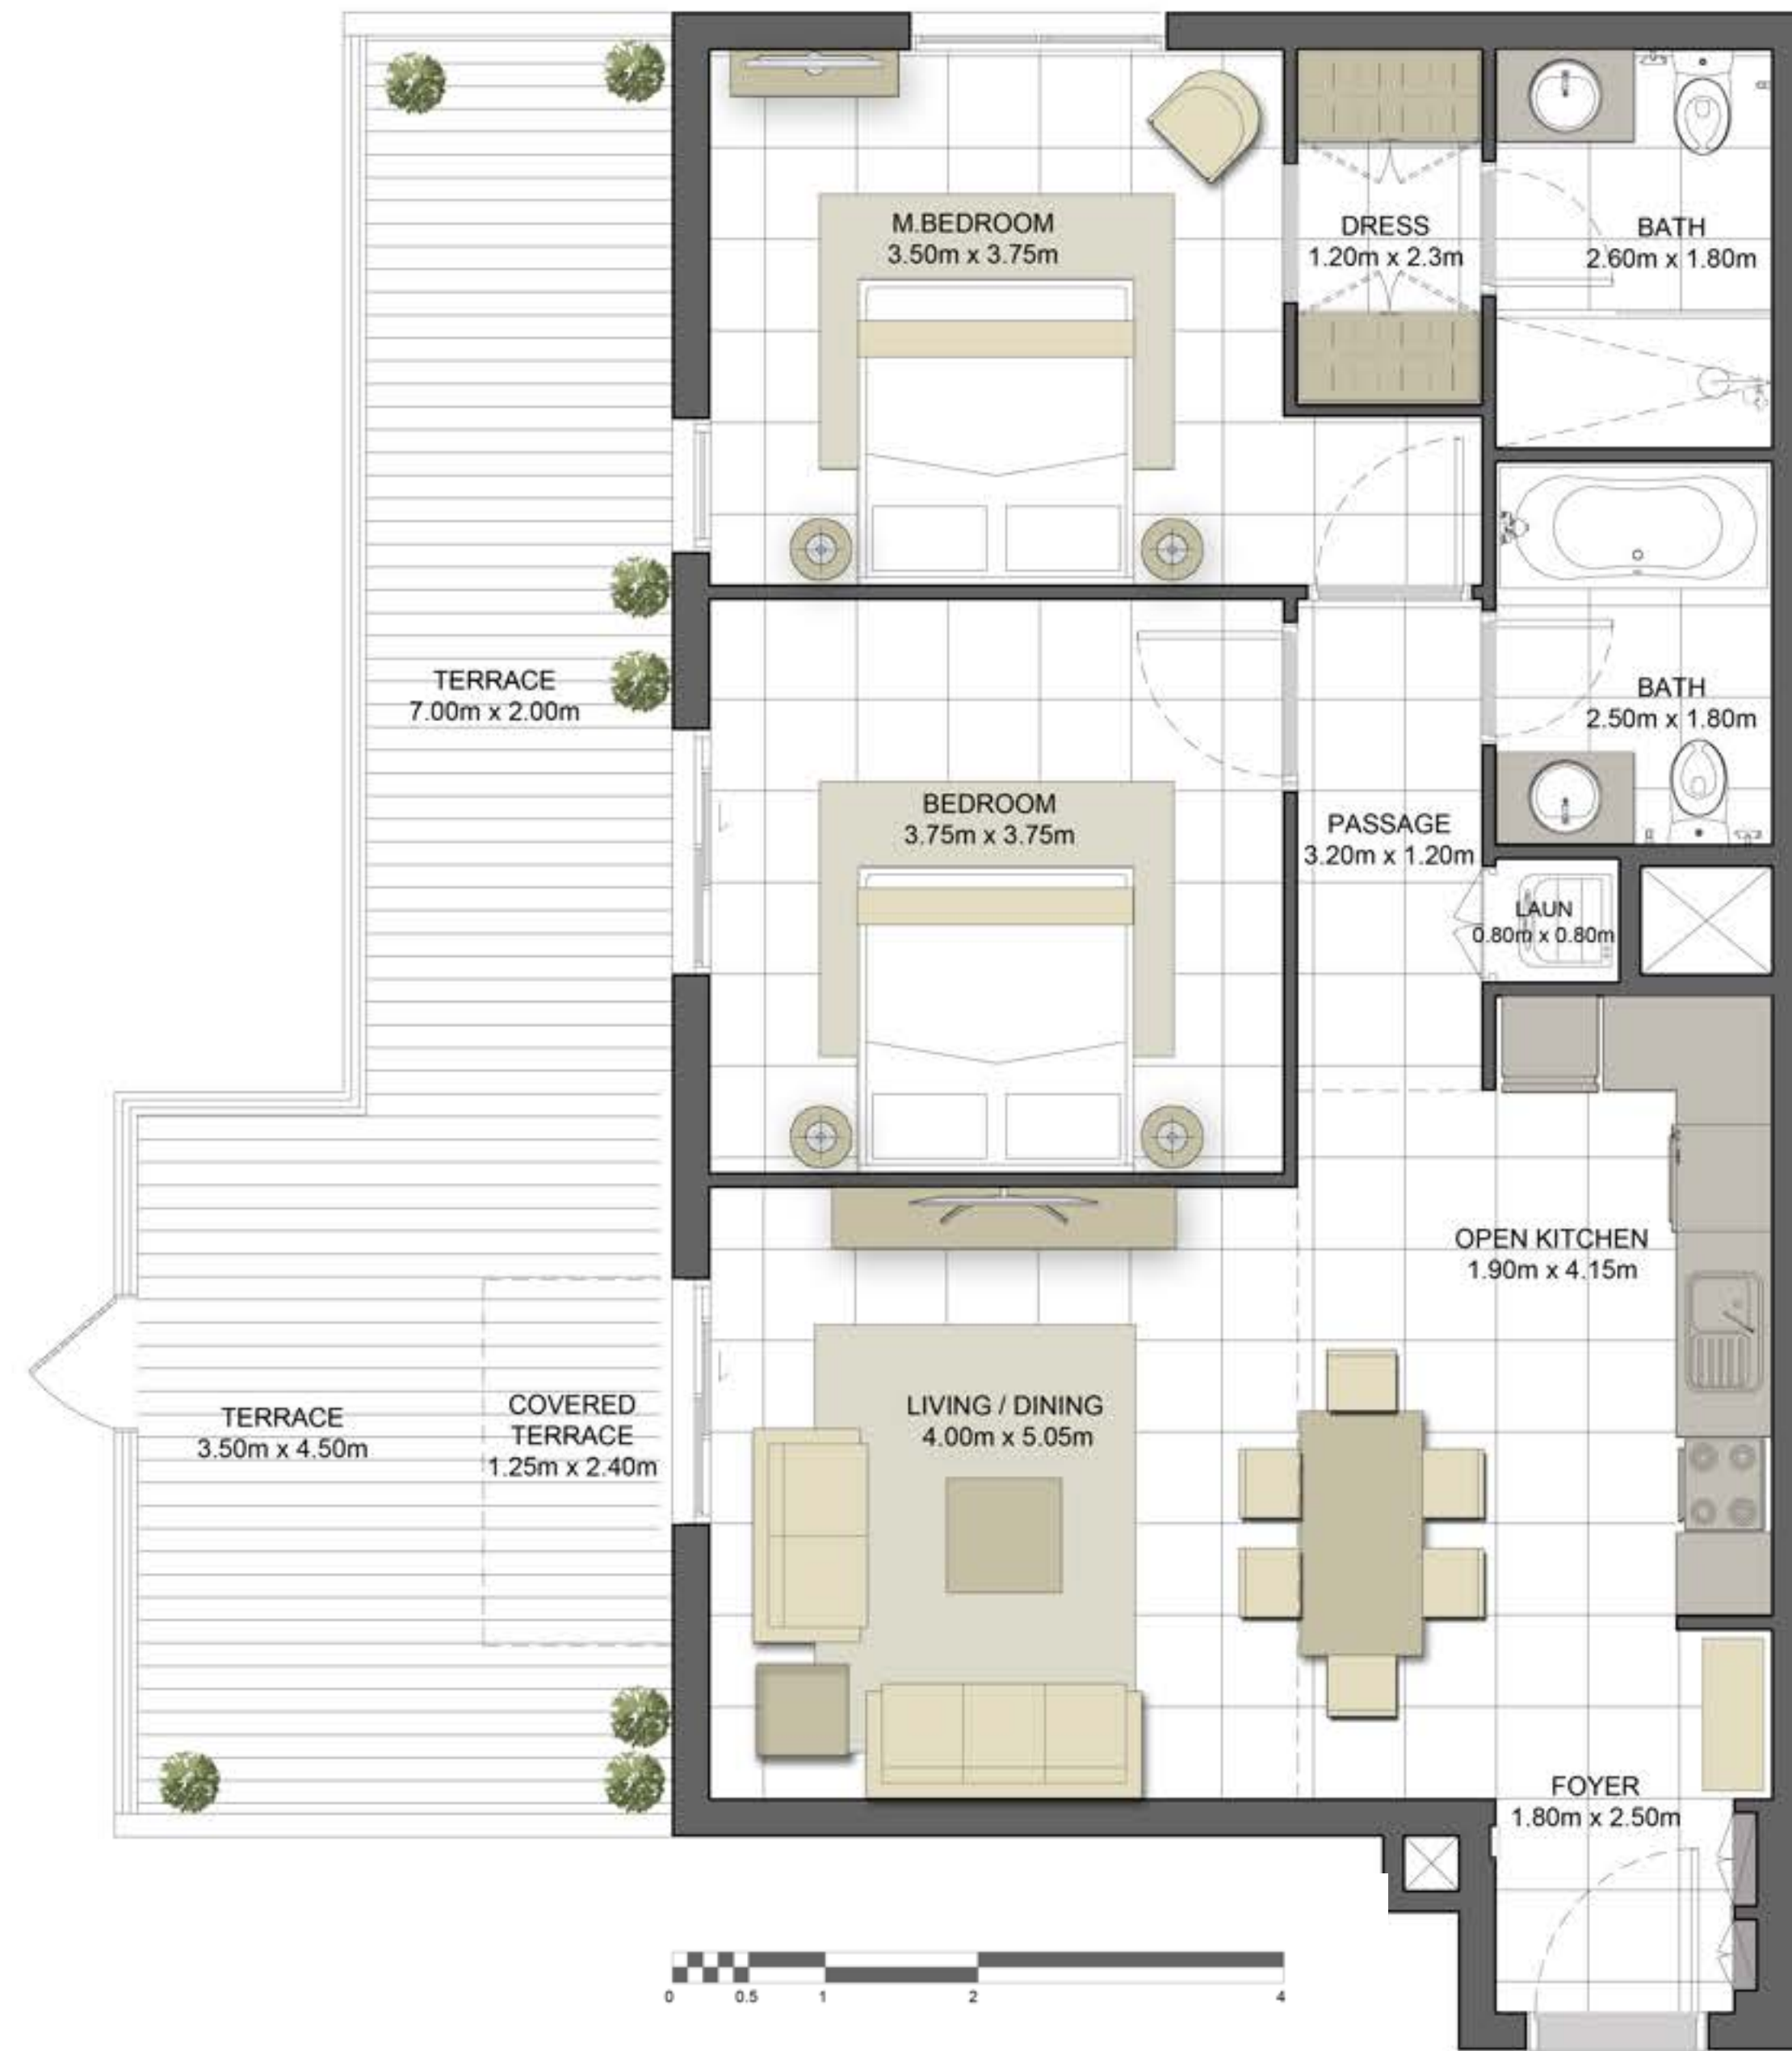 M.BEDROOM
3.50m x 3.75m
DRESS
1.20m x 2.3m
BATH
2.60m x 1.80m
TERRACE
7.00m x 2.00m
BATH
2.50m x 1.80m
BEDROOM
3.75m x 3.75m
PASSAGE
3.20m x 1.20m
LAUN
0.80m x 0.80m
OPEN KITCHEN
1.90m x 4.15m
TERRACE
3.50m x 4.50m
COVERED
TERRACE
1.25m x 2.40m
LIVING / DINING
4.00m x 5.05m
FOYER
1.80m x 2.50m
0 0.5 1 2 4